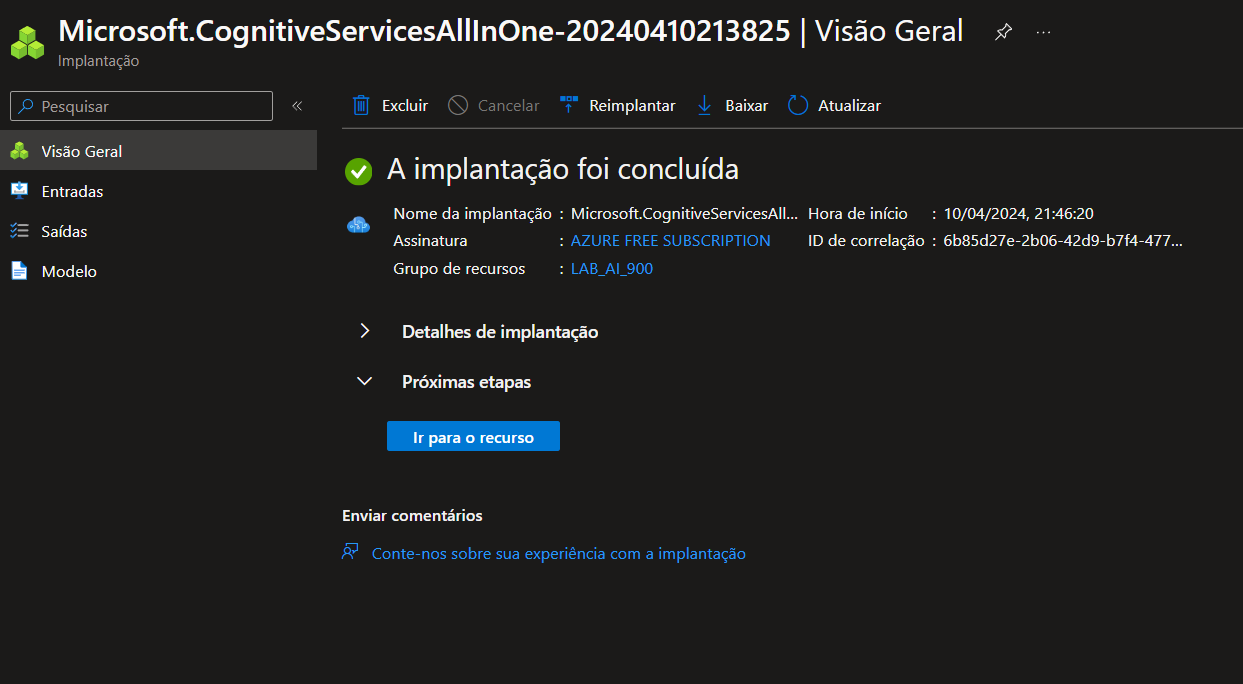 Microsoft.CognitiveServicesAllInOne-20240410213825 | Visão Geral
Implantação
Pesquisar
Excluir Cancelar Reimplantar Baixar Atualizar
Visão Geral
Entradas
Saídas
Modelo
A implantação foi concluída
Nome da implantação : Microsoft.CognitiveServicesAll... Hora de início : 10/04/2024, 21:46:20
Assinatura : AZURE FREE SUBSCRIPTION ID de correlação : 6b85d27e-2b06-42d9-b7f4-477...
Grupo de recursos : LAB_AI_900
Detalhes de implantação
Próximas etapas
Ir para o recurso
Enviar comentários
Conte-nos sobre sua experiência com a implantação